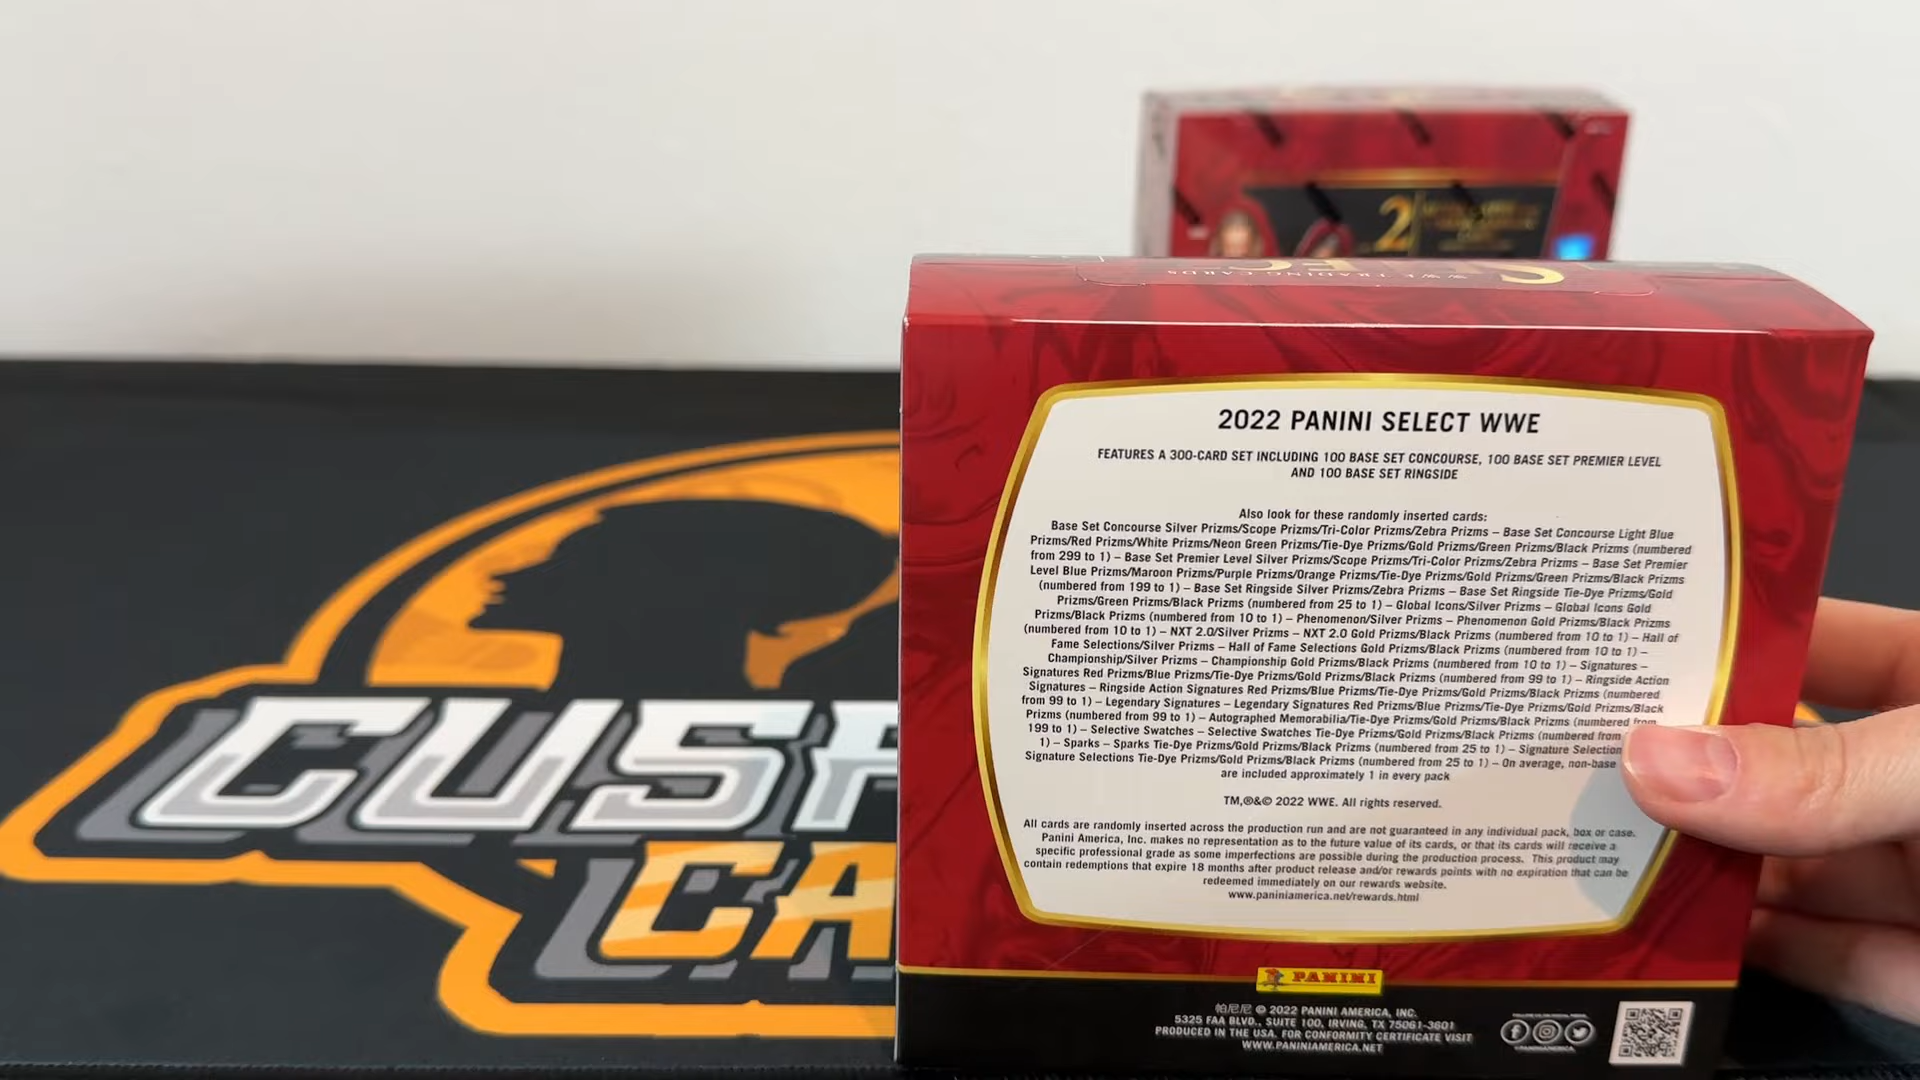 2
2022 PANINI SELECT WWE
FEATURES A 300-CARD SET INCLUDING 100 BASE SET CONCOURSE, 100 BASE SET PREMIER LEVEL
AND 100 BASE SET RINGSIDE
Also look for these randomly inserted cards:
Base Set Concourse Silver Prizms/Scope Prizms/Tri-Color Prizms/Zebra Prizms – Base Set Concourse Light Blue
Prizms/Red Prizms/White Prizms/Neon Green Prizms/Tie-Dye Prizms/Gold Prizms/Green Prizms/Black Prizms (numbered
from 299 to 1) – Base Set Premier Level Silver Prizms/Scope Prizms/Tri-Color Prizms/Zebra Prizms – Base Set Premier
Level Blue Prizms/Maroon Prizms/Purple Prizms/Orange Prizms/Tie-Dye Prizms/Gold Prizms/Green Prizms/Black Prizms
(numbered from 199 to 1) – Base Set Ringside Silver Prizms/Zebra Prizms – Base Set Ringside Tie-Dye Prizms/Gold
Prizms/Green Prizms/Black Prizms (numbered from 25 to 1) – Global Icons/Silver Prizms – Global Icons Gold
Prizms/Black Prizms (numbered from 10 to 1) – Phenomenon/Silver Prizms – Phenomenon Gold Prizms/Black Prizms
(numbered from 10 to 1) – NXT 2.0/Silver Prizms – NXT 2.0 Gold Prizms/Black Prizms (numbered from 10 to 1) – Hall of
Fame Selections/Silver Prizms – Hall of Fame Selections Gold Prizms/Black Prizms (numbered from 10 to 1) –
Championship/Silver Prizms – Championship Gold Prizms/Black Prizms (numbered from 10 to 1) – Signatures –
Signatures Red Prizms/Blue Prizms/Tie-Dye Prizms/Gold Prizms/Black Prizms (numbered from 99 to 1) – Ringside Action
Signatures – Ringside Action Signatures Red Prizms/Blue Prizms/Tie-Dye Prizms/Gold Prizms/Black Prizms (numbered
from 99 to 1) – Legendary Signatures – Legendary Signatures Red Prizms/Blue Prizms/Tie-Dye Prizms/Gold Prizms/Black
Prizms (numbered from 99 to 1) – Autographed Memorabilia/Tie-Dye Prizms/Gold Prizms/Black Prizms (numbered from
199 to 1) – Selective Swatches – Selective Swatches Tie-Dye Prizms/Gold Prizms/Black Prizms (numbered from
1) – Sparks – Sparks Tie-Dye Prizms/Gold Prizms/Black Prizms (numbered from 25 to 1) – Signature Selection
Signature Selections Tie-Dye Prizms/Gold Prizms/Black Prizms (numbered from 25 to 1) – On average, non-base
are included approximately 1 in every pack
TM,®&© 2022 WWE. All rights reserved.
All cards are randomly inserted across the production run and are not guaranteed in any individual pack, box or case.
Panini America, Inc. makes no representation as to the future value of its cards, or that its cards will receive a
specific professional grade as some imperfections are possible during the production process. This product may
contain redemptions that expire 18 months after product release and/or rewards points with no expiration that can be
redeemed immediately on our rewards website.
www.paniniamerica.net/rewards.html
PANINI
帕尼尼 © 2022 PANINI AMERICA, INC.
5325 FAA BLVD., SUITE 100, IRVING, TX 75061-3601
PRODUCED IN THE USA. FOR CONFORMITY CERTIFICATE VISIT
WWW.PANINIAMERICA.NET
WWE TRADING CARDS
CUS
CA